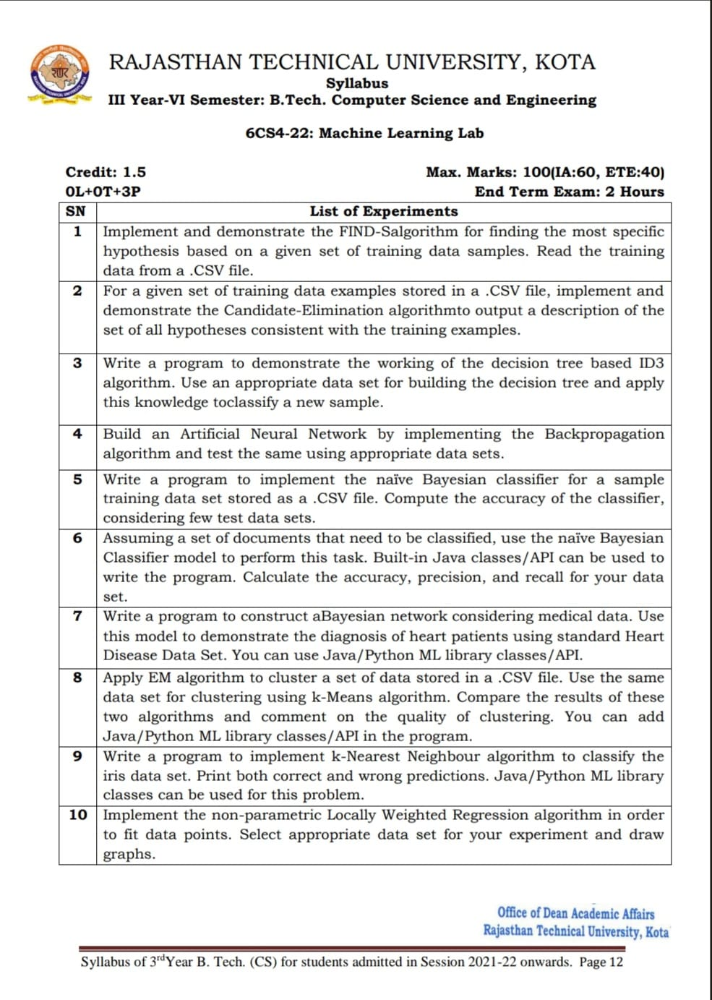 RAJASTHAN TECHNICAL UNIVERSITY, KOTA
Syllabus
III Year-VI Semester: B.Tech. Computer Science and Engineering
6CS4-22: Machine Learning Lab
Credit: 1.5 Max. Marks: 100(IA:60, ETE:40)
0L+0T+3P End Term Exam: 2 Hours
SN List of Experiments
1 Implement and demonstrate the FIND-Salgorithm for finding the most specific
hypothesis based on a given set of training data samples. Read the training
data from a .CSV file.
2 For a given set of training data examples stored in a .CSV file, implement and
demonstrate the Candidate-Elimination algorithmto output a description of the
set of all hypotheses consistent with the training examples.
3 Write a program to demonstrate the working of the decision tree based ID3
algorithm. Use an appropriate data set for building the decision tree and apply
this knowledge toclassify a new sample.
4 Build an Artificial Neural Network by implementing the Backpropagation
algorithm and test the same using appropriate data sets.
5 Write a program to implement the naïve Bayesian classifier for a sample
training data set stored as a .CSV file. Compute the accuracy of the classifier,
considering few test data sets.
6 Assuming a set of documents that need to be classified, use the naïve Bayesian
Classifier model to perform this task. Built-in Java classes/API can be used to
write the program. Calculate the accuracy, precision, and recall for your data
set.
7 Write a program to construct aBayesian network considering medical data. Use
this model to demonstrate the diagnosis of heart patients using standard Heart
Disease Data Set. You can use Java/Python ML library classes/API.
8 Apply EM algorithm to cluster a set of data stored in a .CSV file. Use the same
data set for clustering using k-Means algorithm. Compare the results of these
two algorithms and comment on the quality of clustering. You can add
Java/Python ML library classes/API in the program.
9 Write a program to implement k-Nearest Neighbour algorithm to classify the
iris data set. Print both correct and wrong predictions. Java/Python ML library
classes can be used for this problem.
10 Implement the non-parametric Locally Weighted Regression algorithm in order
to fit data points. Select appropriate data set for your experiment and draw
graphs.
Office of Dean Academic Affairs
Rajasthan Technical University, Kota
Syllabus of 3rdYear B. Tech. (CS) for students admitted in Session 2021-22 onwards. Page 12